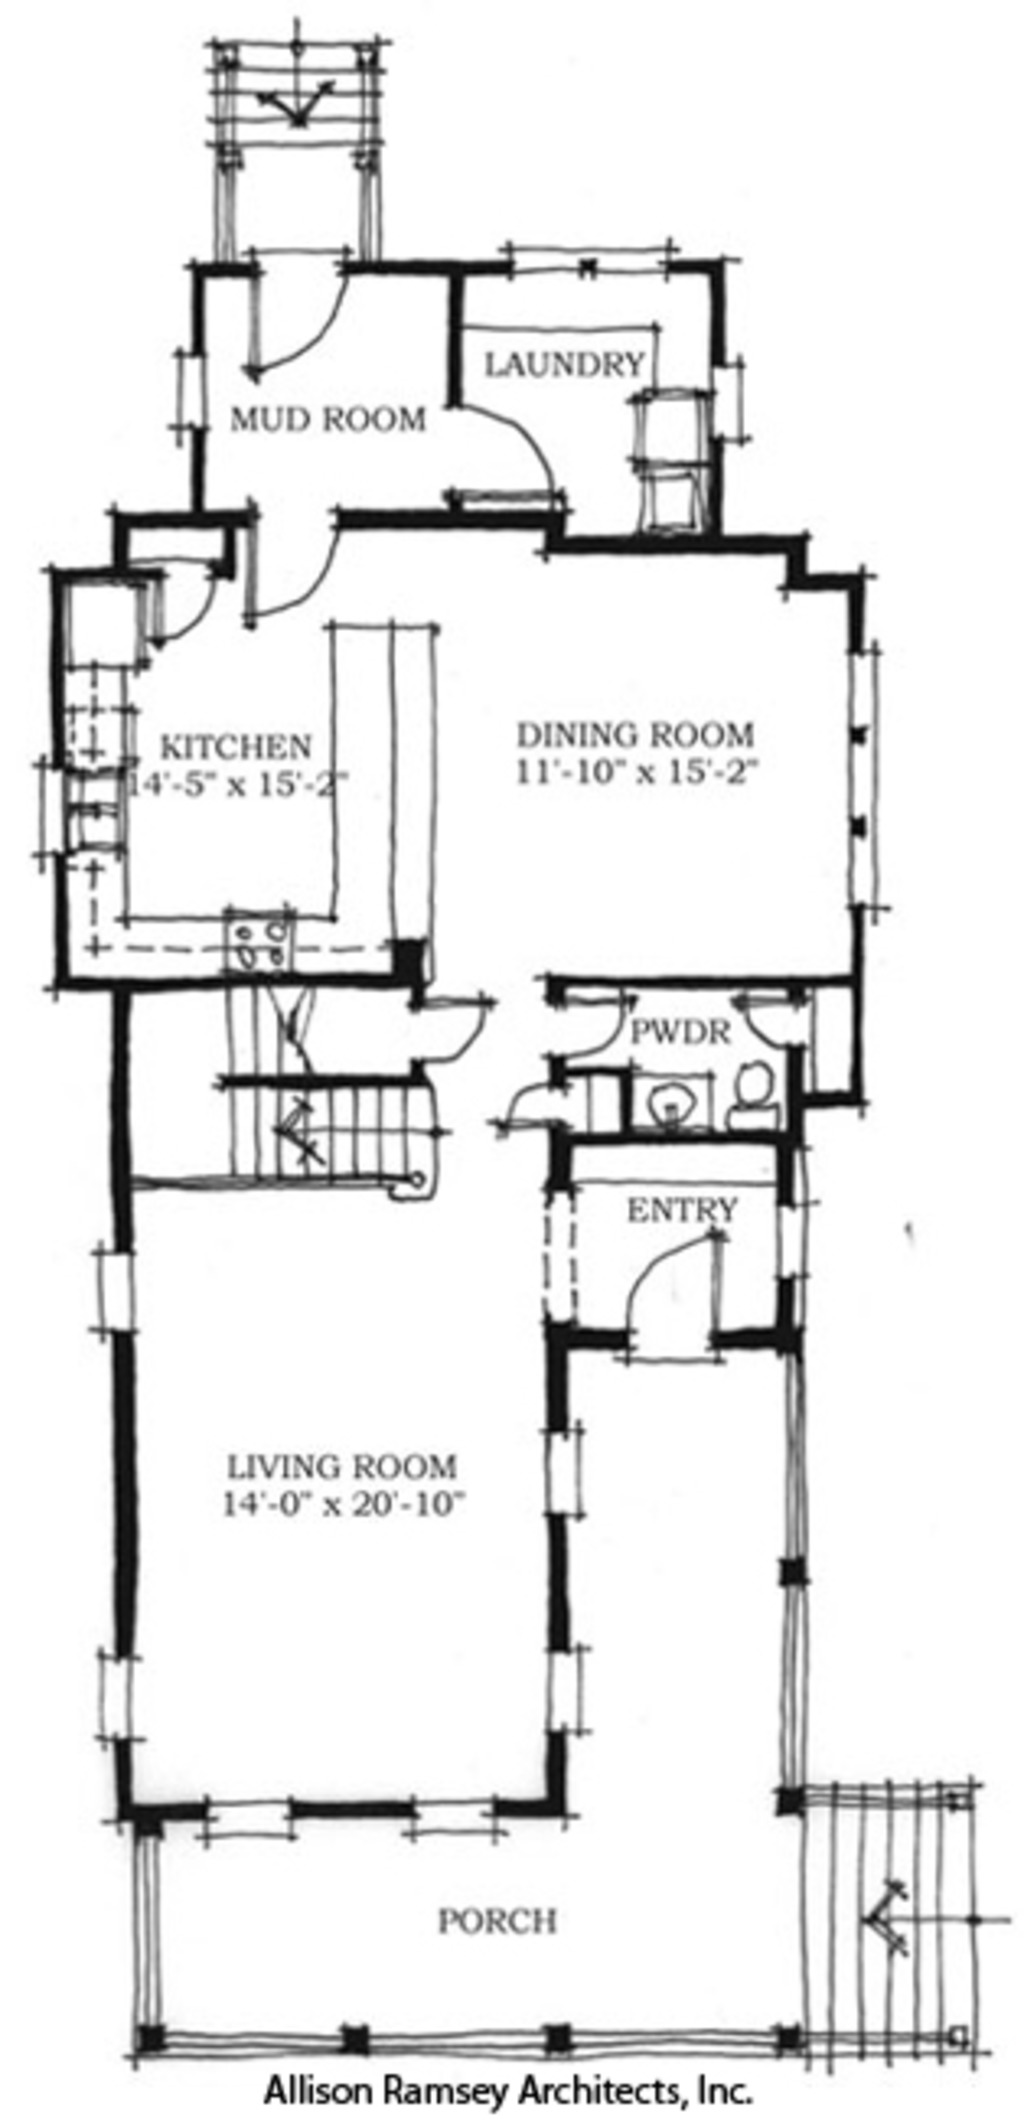 LAUNDRY
MUD ROOM
KITCHEN
14'-5" x 15'-2"
DINING ROOM
11'-10" x 15'-2"
PWDR
ENTRY
LIVING ROOM
14'-0" x 20'-10"
PORCH
Allison Ramsey Architects, Inc.